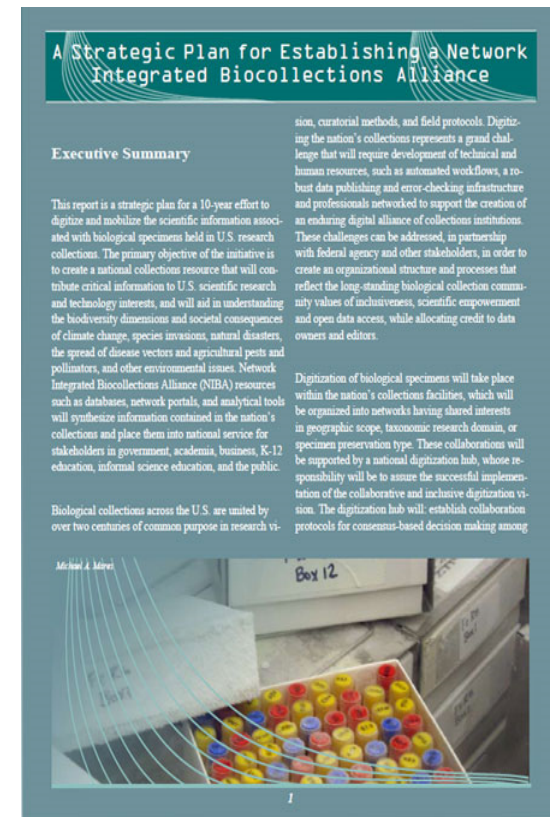 A Strategic Plan for Establishing a Network
Integrated Biocollections Alliance
Executive Summary
This report is a strategic plan for a 10-year effort to
digitize and mobilize the scientific information associ-
ated with biological specimens held in U.S. research
collections. The primary objective of the initiative is
to create a national collections resource that will con-
tribute critical information to U.S. scientific research
and technology interests, and will aid in understanding
the biodiversity dimensions and societal consequences
of climate change, species invasions, natural disasters,
the spread of disease vectors and agricultural pests and
pollinators, and other environmental issues. Network
Integrated Biocollections Alliance (NIBA) resources
such as databases, network portals, and analytical tools
will synthesize information contained in the nation's
collections and place them into national service for
stakeholders in government, academia, business, K-12
education, informal science education, and the public.
Biological collections across the U.S. are united by
over two centuries of common purpose in research vi-
sion, curatorial methods, and field protocols. Digitiz-
ing the nation's collections represents a grand chal-
lenge that will require development of technical and
human resources, such as automated workflows, a ro-
bust data publishing and error-checking infrastructure
and professionals networked to support the creation of
an enduring digital alliance of collections institutions.
These challenges can be addressed, in partnership
with federal agency and other stakeholders, in order to
create an organizational structure and processes that
reflect the long-standing biological collection commu-
nity values of inclusiveness, scientific empowerment
and open data access, while allocating credit to data
owners and editors.
Digitization of biological specimens will take place
within the nation's collections facilities, which will
be organized into networks having shared interests
in geographic scope, taxonomic research domain, or
specimen preservation type. These collaborations will
be supported by a national digitization hub, whose re-
sponsibility will be to assure the successful implemen-
tation of the collaborative and inclusive digitization vi-
sion. The digitization hub will: establish collaboration
protocols for consensus-based decision making among
Michael A.
Box 12
1